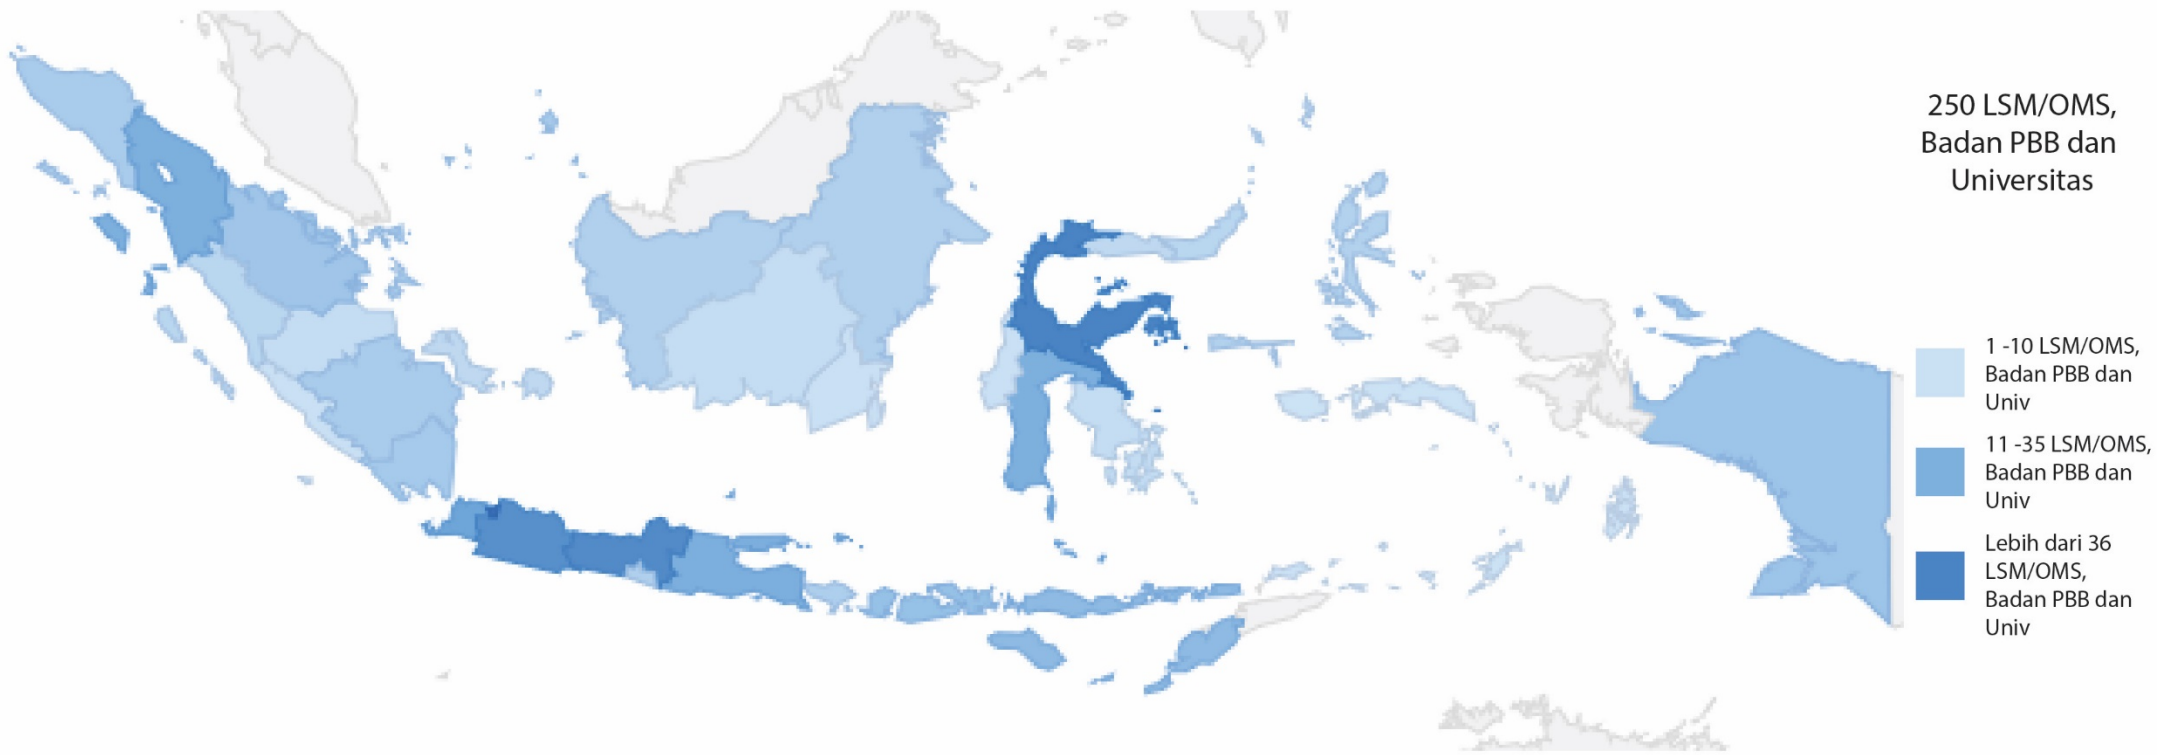 250 LSM/OMS,
Badan PBB dan
Universitas
1 -10 LSM/OMS,
Badan PBB dan
Univ
11 -35 LSM/OMS,
Badan PBB dan
Univ
Lebih dari 36
LSM/OMS,
Badan PBB dan
Univ